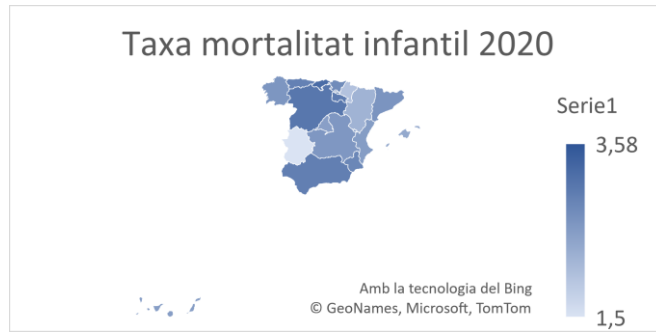 Taxa mortalitat infantil 2020
Serie1
3,58
1,5
Amb la tecnologia del Bing
© GeoNames, Microsoft, TomTom